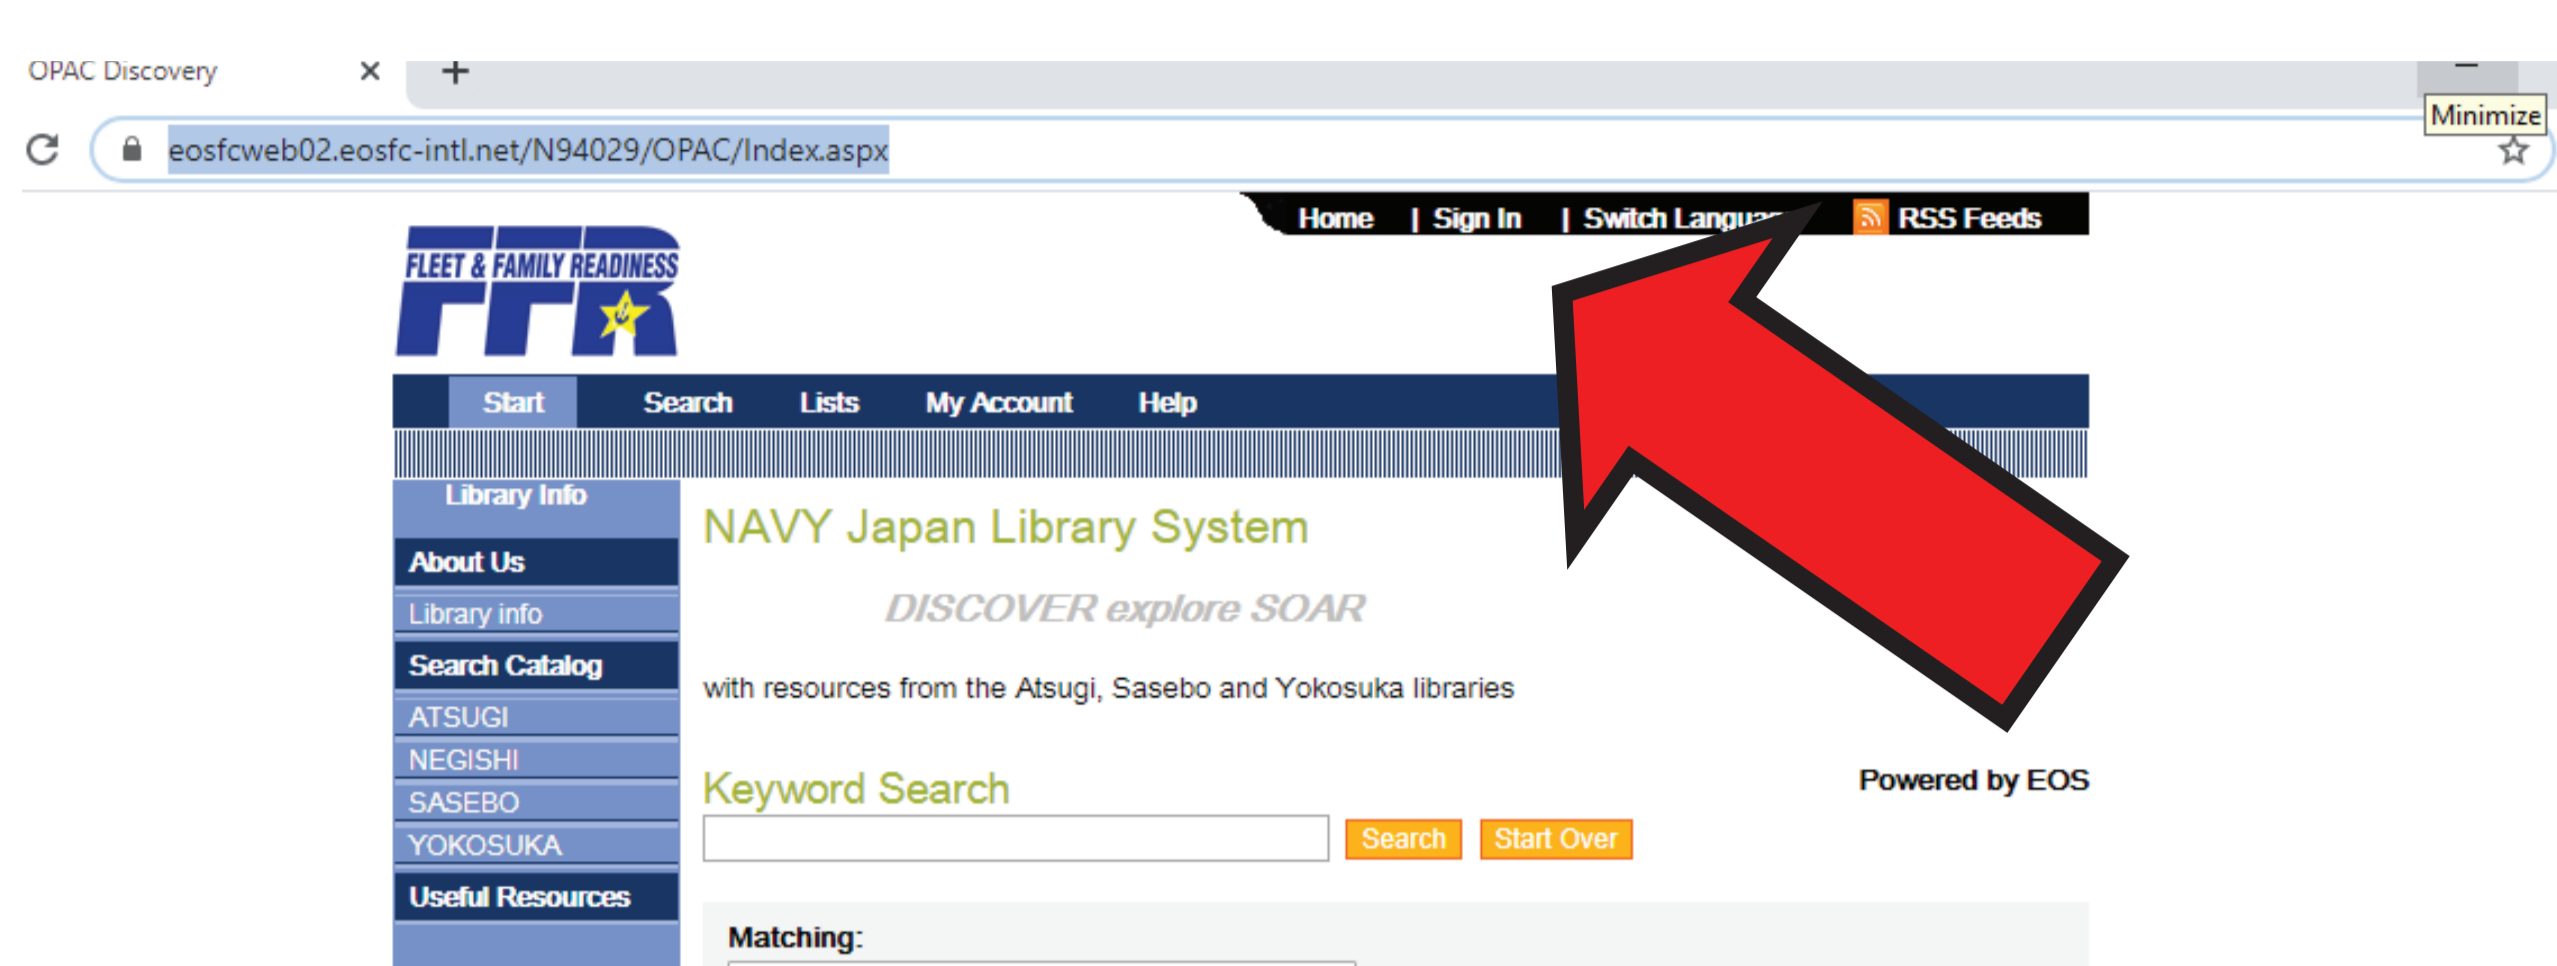 OPAC Discovery
Minimize
eosfcweb02.eosfc-intl.net/N94029/OPAC/Index.aspx
Home | Sign In | Switch RSS Feeds
FLEET & FAMILY READINESS
FFR
Start Search Lists My Account Help
Library Info
NAVY Japan Library System
About Us
DISCOVER explore SOAR
Library info
Search Catalog
with resources from the Atsugi, Sasebo and Yokosuka libraries
ATSUGI
NEGISHI
SASEBO
YOKOSUKA
Useful Resources
Powered by EOS
Keyword Search
Search Start Over
Matching: